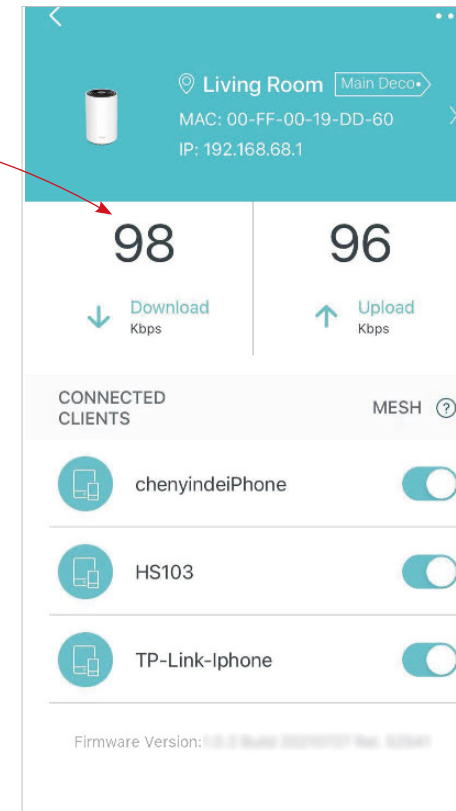 Living Room Main Deco
MAC: 00-FF-00-19-DD-60
IP: 192.168.68.1
98 96
Download Upload
Kbps Kbps
CONNECTED
CLIENTS
MESH ?
chenyindeiPhone
HS103
TP-Link-Iphone
Firmware Version: